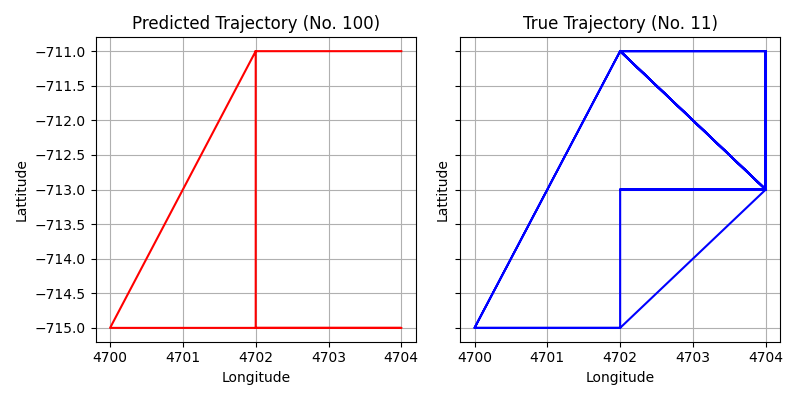 Predicted Trajectory (No. 100)
True Trajectory (No. 11)
−711.0
−711.5
−712.0
−712.5
−713.0
−713.5
−714.0
−714.5
−715.0
Lattitude
Lattitude
4700 4701 4702 4703 4704
4700 4701 4702 4703 4704
Longitude
Longitude